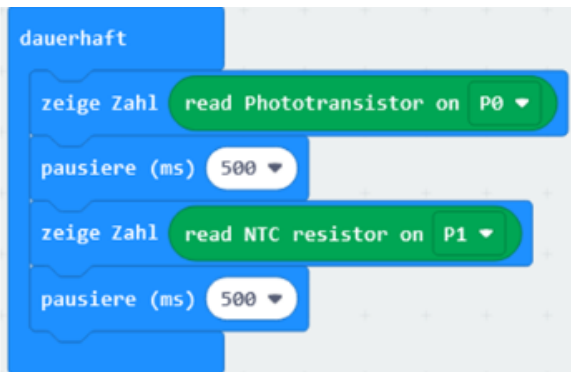 dauerhaft
zeige Zahl read Phototransistor on P0
pausiere (ms) 500
zeige Zahl read NTC resistor on P1
pausiere (ms) 500